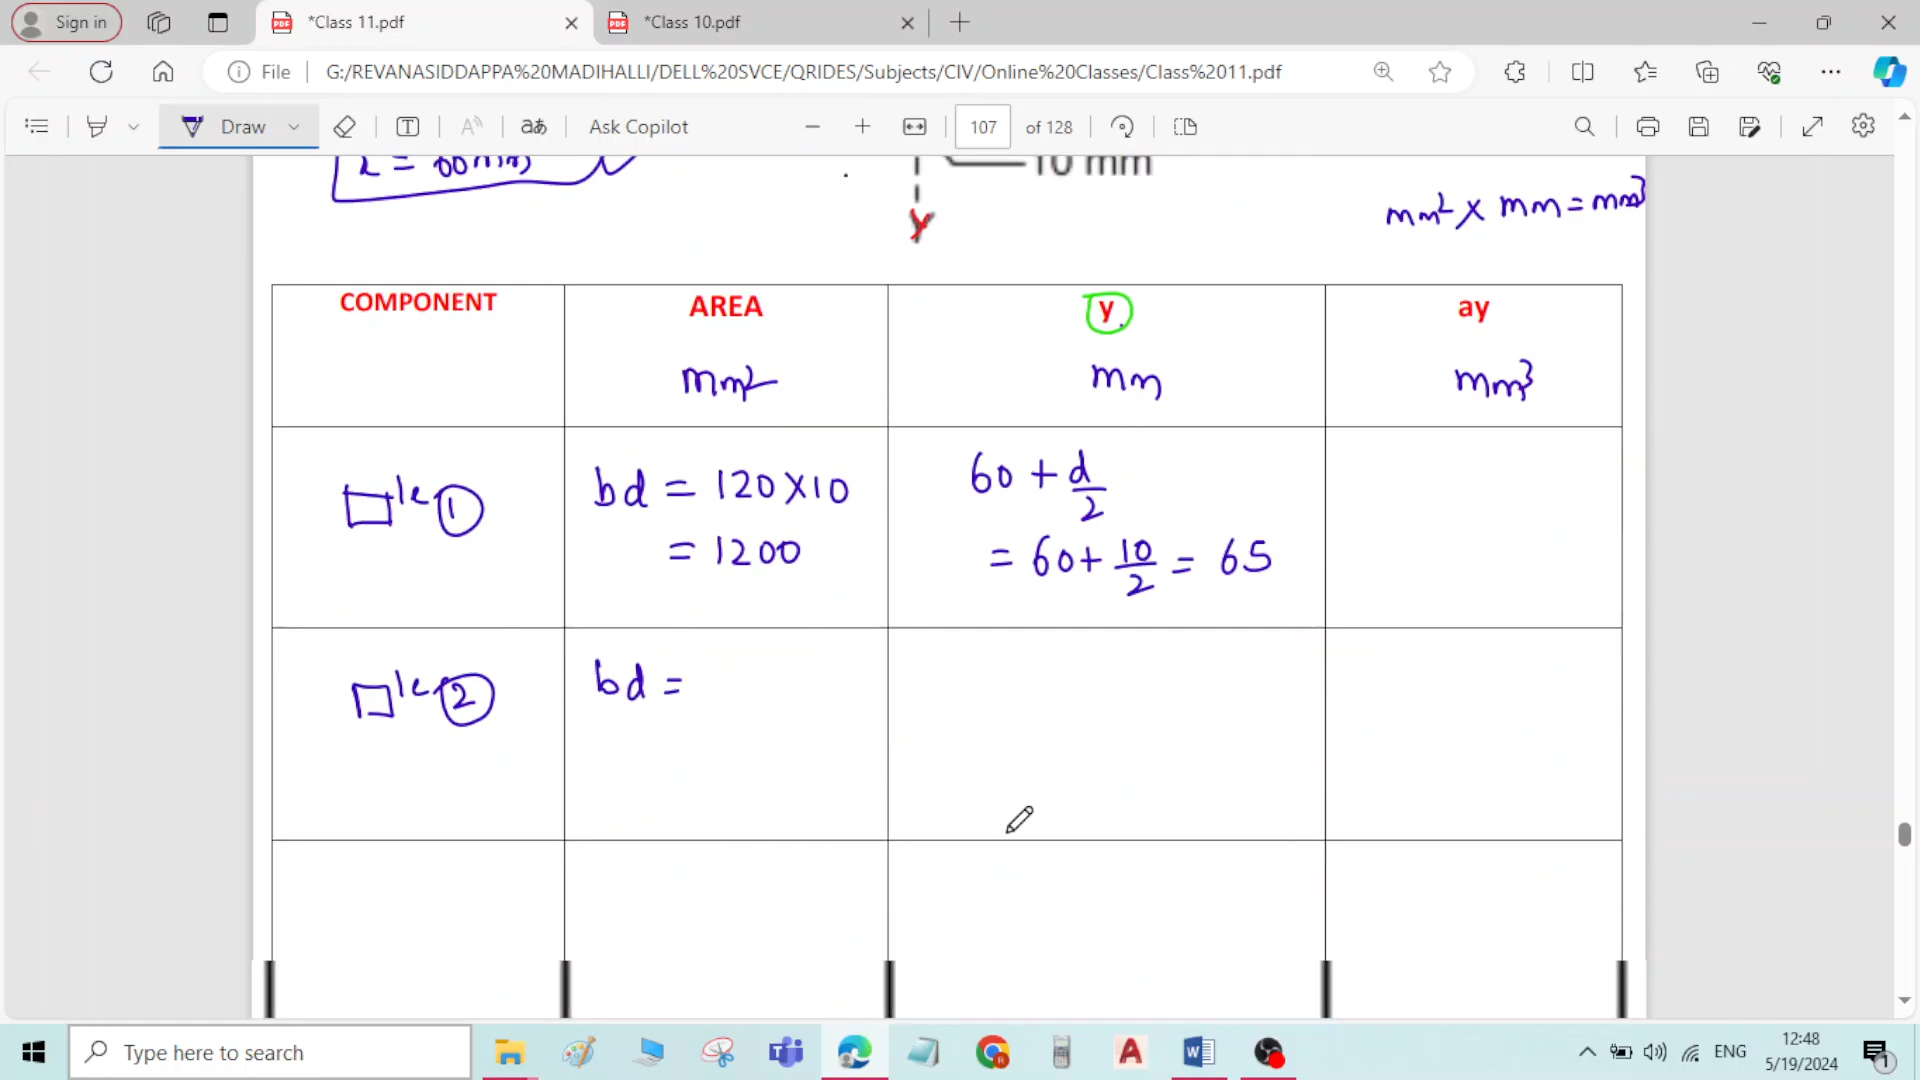 Sign in
*Class 11.pdf
*Class 10.pdf
File
G:/REVANASIDDAPPA%20MADIHALLI/DELL%20SVCE/QRIDES/Subjects/CIV/Online%20Classes/Class%2011.pdf
Draw
Ask Copilot
107 of 128
10 mm
y
mm² × mm = mm³
COMPONENT AREA y ay
mm² mm mm³
le 1
bd = 120×10
= 1200
60 + d/2
= 60 + 10/2 = 65
le 2
bd =
Type here to search
ENG
12:48
5/19/2024
1